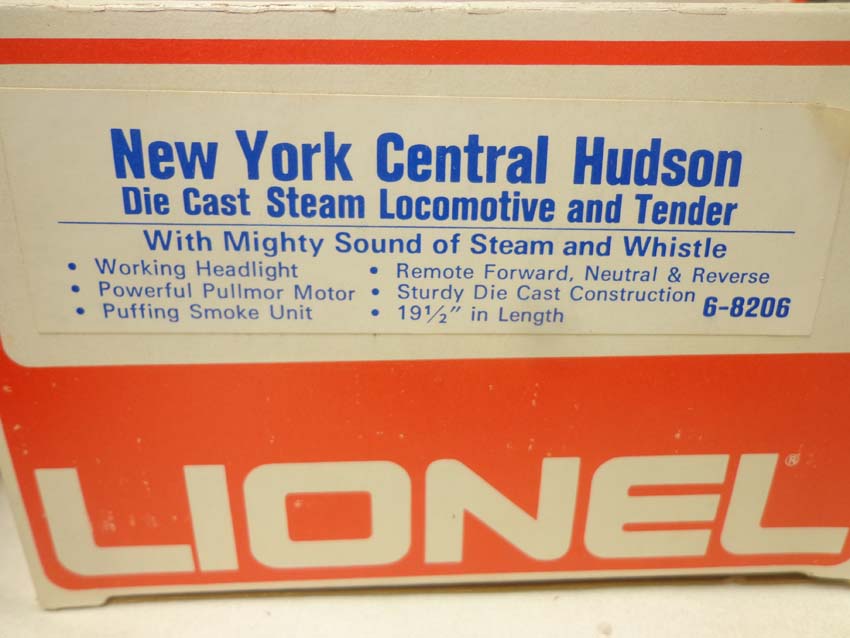 New York Central Hudson
Die Cast Steam Locomotive and Tender
With Mighty Sound of Steam and Whistle
• Working Headlight • Remote Forward, Neutral & Reverse
• Powerful Pullmor Motor • Sturdy Die Cast Construction
• Puffing Smoke Unit • 19½" in Length 6-8206
LIONEL®